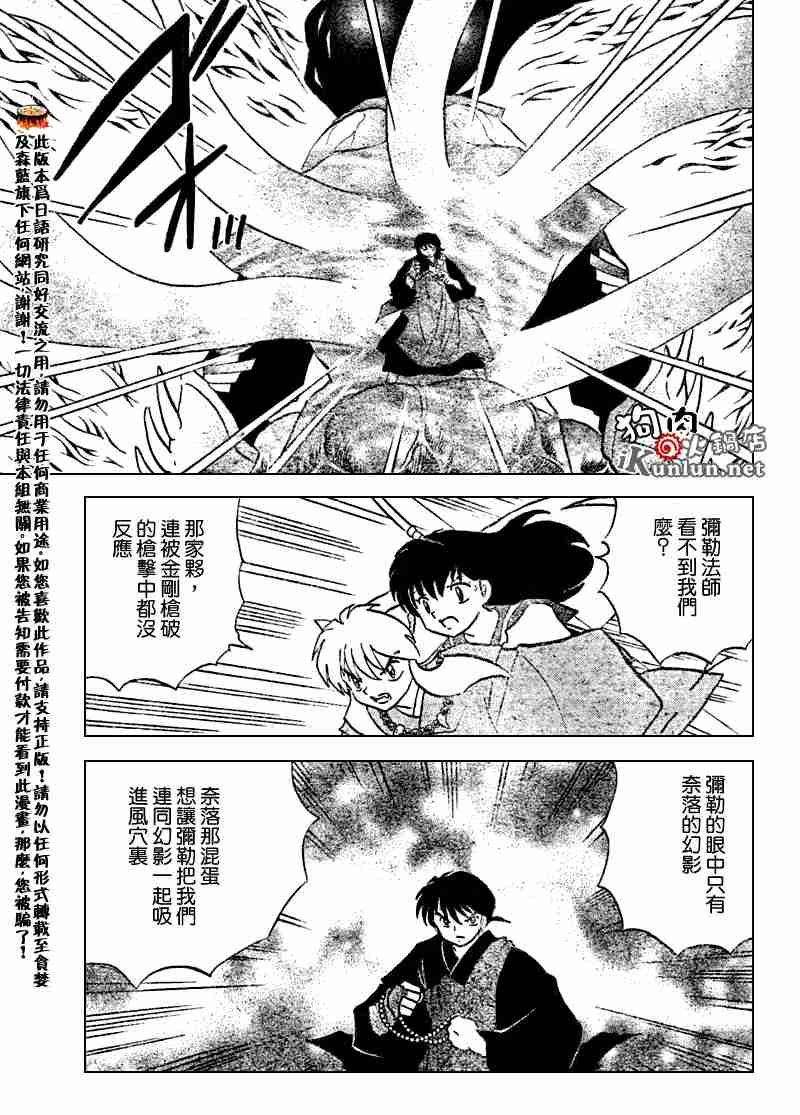 此版本爲日語研究同好交流之用，請勿用于任何商業用途。如您喜歡此作品，請支持正版！請勿以任何形式轉載至貪婪
及森藍旗下任何網站，謝謝！一切法律責任與本組無關。如果您被告知需要付款才能看到此漫畫，那麼，您被騙了！
狗肉火鍋店
iKunlun.net
彌勒法師
看不到我們
麼？
那家夥，
連被金剛槍破
的槍擊中都沒
反應
彌勒的眼中只有
奈落的幻影
奈落那混蛋
想讓彌勒把我們
連同幻影一起吸
進風穴裏